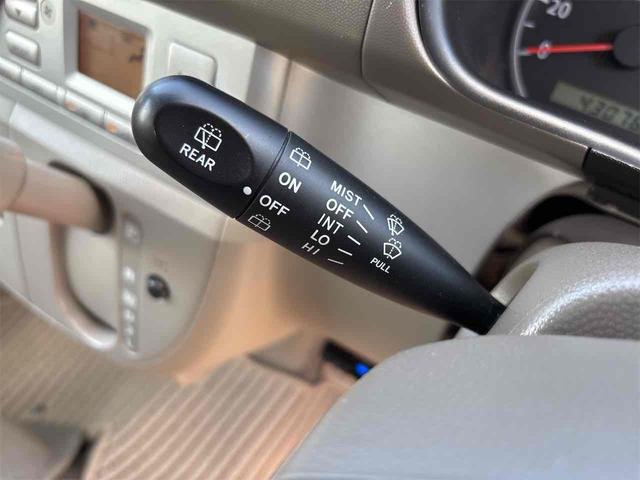 REAR
ON
OFF
MIST
OFF
INT
LO
HI
PULL
20
0